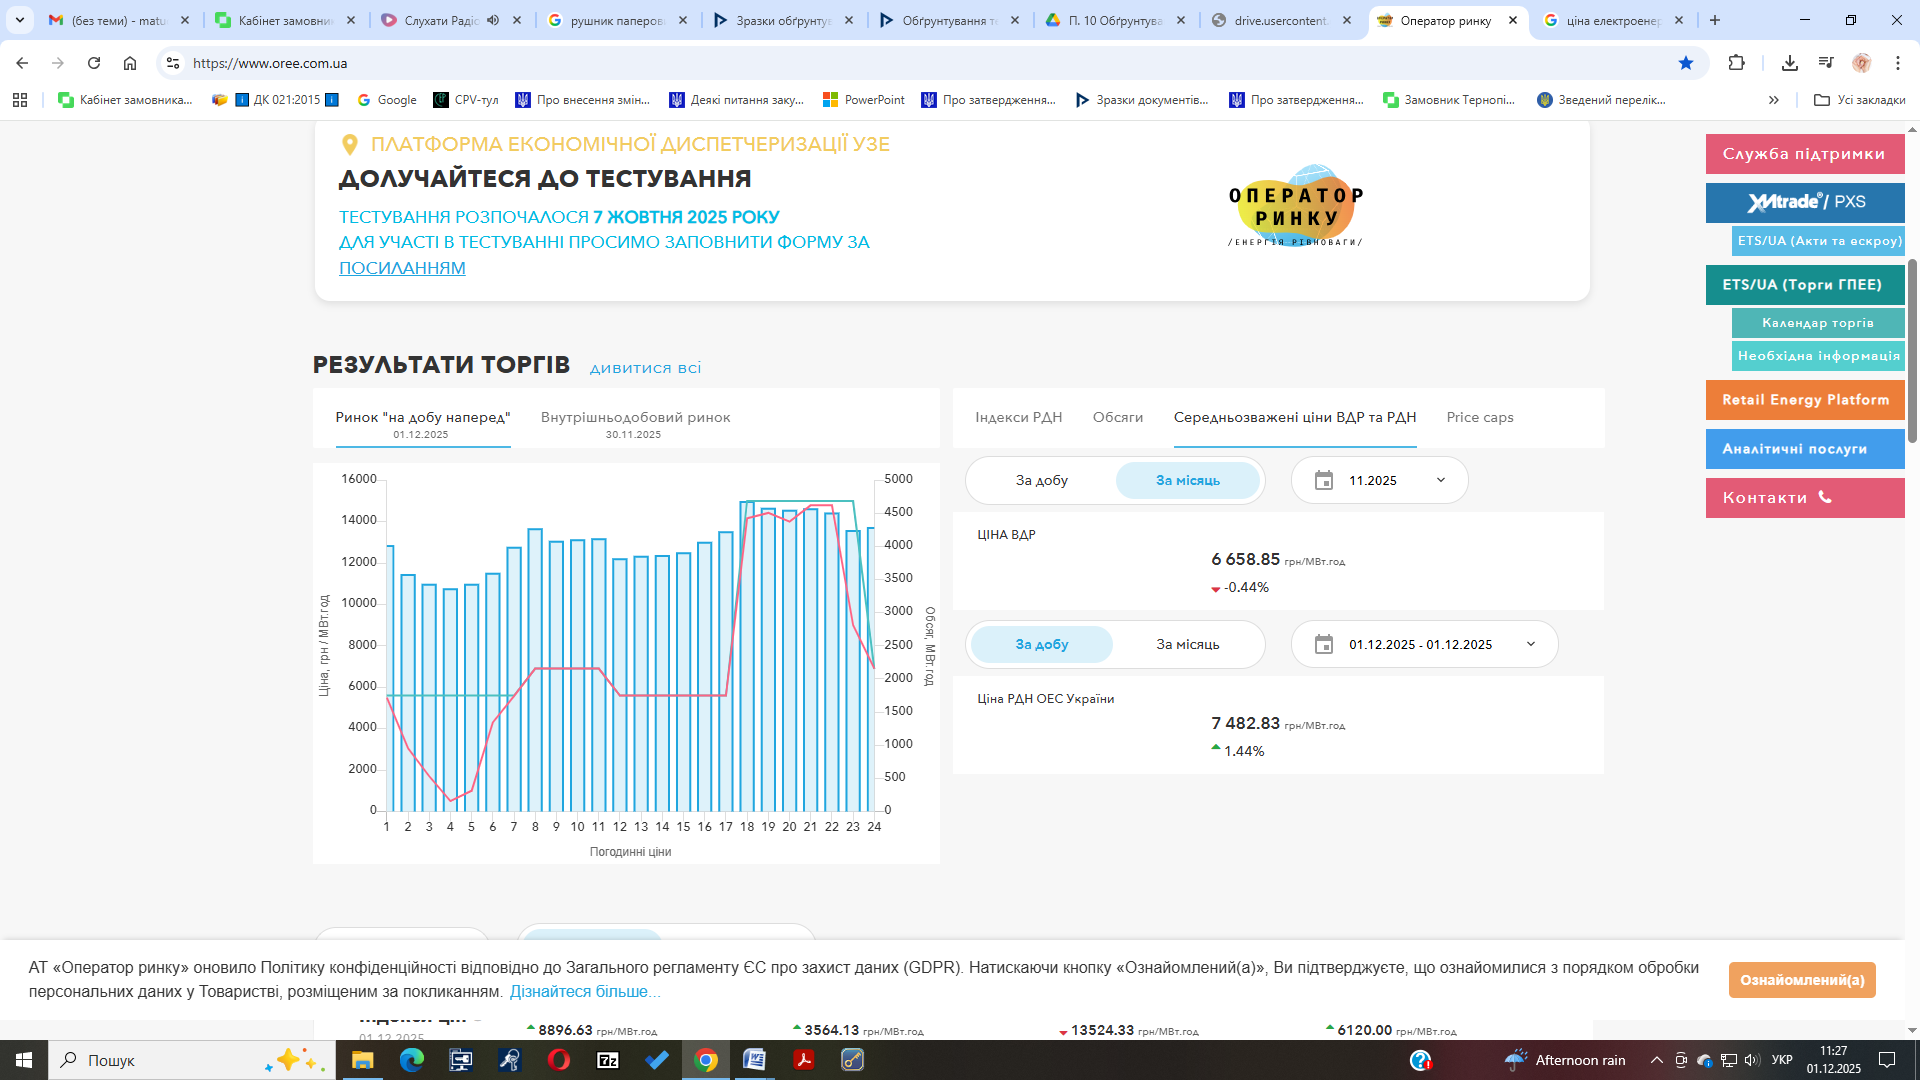 (без теми) - matu
Кабінет замовник
Слухати Радіо
рушник паперов
Зразки обґрунтув
Обґрунтування те
П. 10 Обґрунтува
drive.usercontent.
Оператор ринку
ціна електроенер
https://www.oree.com.ua
Кабінет замовника...
ДК 021:2015
Google
CPV-тул
Про внесення змін...
Деякі питання заку...
PowerPoint
Про затвердження...
Зразки документів...
Про затвердження...
Замовник Тернопі...
Зведений перелік...
Усі закладки
ПЛАТФОРМА ЕКОНОМІЧНОЇ ДИСПЕТЧЕРИЗАЦІЇ УЗЕ
ДОЛУЧАЙТЕСЯ ДО ТЕСТУВАННЯ
ТЕСТУВАННЯ РОЗПОЧАЛОСЯ 7 ЖОВТНЯ 2025 РОКУ
ДЛЯ УЧАСТІ В ТЕСТУВАННІ ПРОСИМО ЗАПОВНИТИ ФОРМУ ЗА
ПОСИЛАННЯМ
ОПЕРАТОР
РИНКУ
/ЕНЕРГІЯ РІВНОВАГИ/
Служба підтримки
XMtrade®/ PXS
ETS/UA (Акти та ескроу)
ETS/UA (Торги ГПЕЕ)
Календар торгів
Необхідна інформація
Retail Energy Platform
Аналітичні послуги
Контакти
РЕЗУЛЬТАТИ ТОРГІВ дивитися всі
Ринок "на добу наперед"
01.12.2025
Внутрішньодобовий ринок
30.11.2025
Індекси РДН
Обсяги
Середньозважені ціни ВДР та РДН
Price caps
За добу
За місяць
11.2025
ЦІНА ВДР
6 658.85 грн/МВт.год
-0.44%
За добу
За місяць
01.12.2025 - 01.12.2025
Ціна РДН ОЕС України
7 482.83 грн/МВт.год
1.44%
Ціна, грн / МВт.год
16000
14000
12000
10000
8000
6000
4000
2000
0
5000
4500
4000
3500
3000
2500
2000
1500
1000
500
0
Обсяг, МВт.год
1 2 3 4 5 6 7 8 9 10 11 12 13 14 15 16 17 18 19 20 21 22 23 24
Погодинні ціни
АТ «Оператор ринку» оновило Політику конфіденційності відповідно до Загального регламенту ЄС про захист даних (GDPR). Натискаючи кнопку «Ознайомлений(а)», Ви підтверджуєте, що ознайомилися з порядком обробки
персональних даних у Товаристві, розміщеним за покликанням. Дізнайтеся більше...
Ознайомлений(а)
01.12.2025
8896.63 грн/МВт.год
3564.13 грн/МВт.год
13524.33 грн/МВт.год
6120.00 грн/МВт.год
Пошук
Afternoon rain
УКР
11:27
01.12.2025